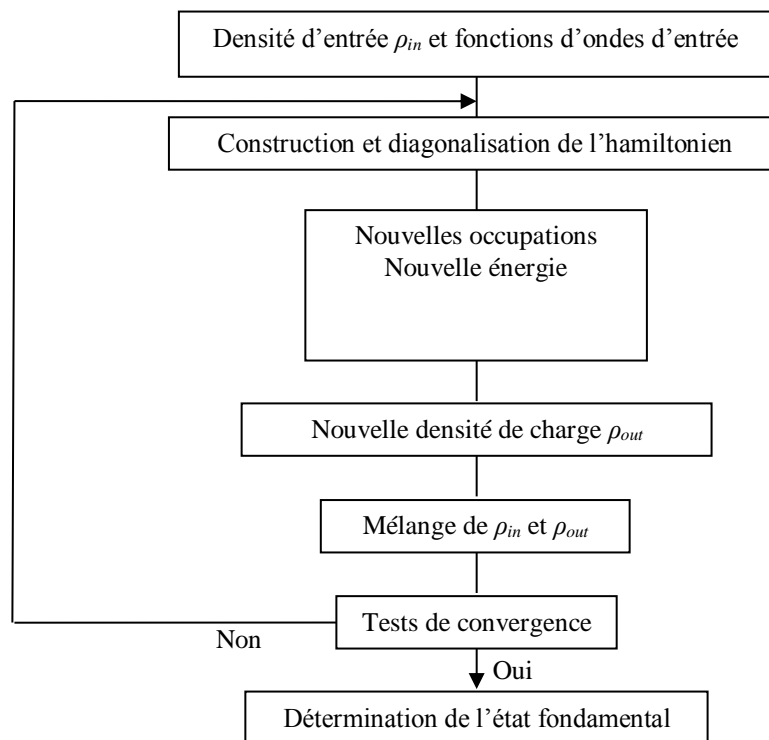 Densité d’entrée ρin et fonctions d’ondes d’entrée
Construction et diagonalisation de l’hamiltonien
Nouvelles occupations
Nouvelle énergie
Nouvelle densité de charge ρout
Mélange de ρin et ρout
Tests de convergence
Non
Oui
Détermination de l’état fondamental